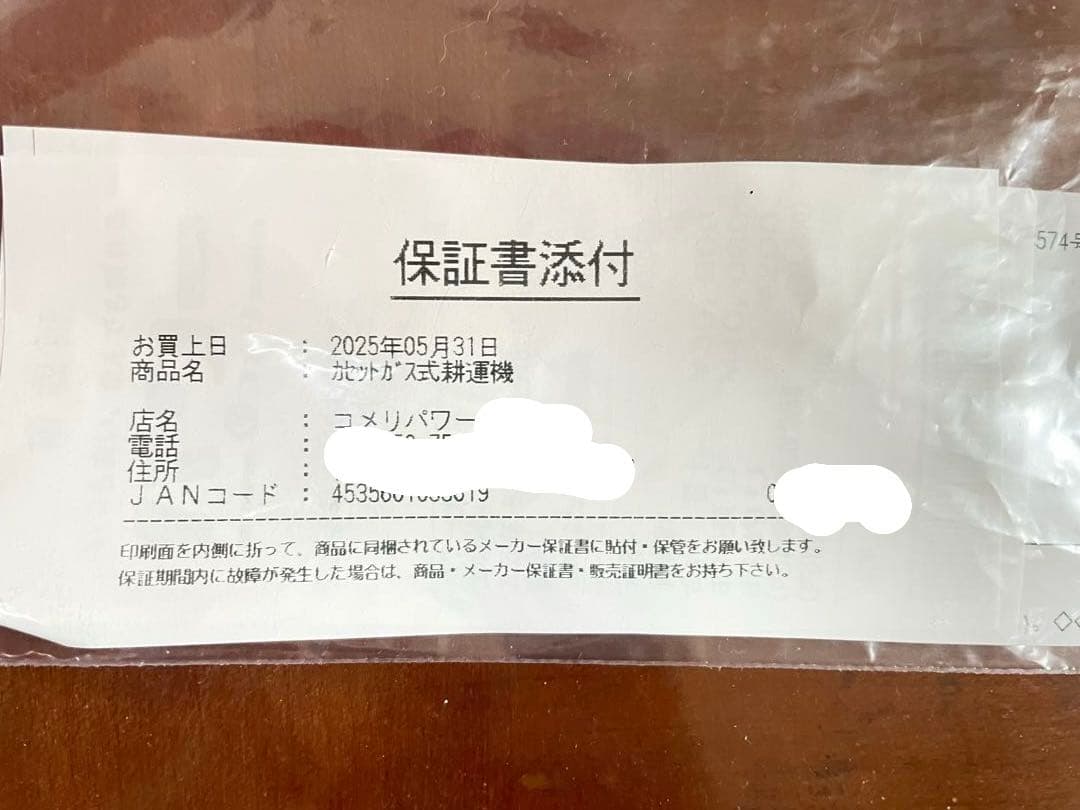 保証書添付
お買上日 : 2025年05月31日
商品名 : ｶｾｯﾄｶﾞｽ式耕運機
店名 : コメリパワー
電話 :
住所 :
ＪＡＮコード :
印刷面を内側に折って、商品に同梱されているメーカー保証書に貼付・保管をお願い致します。
保証期間内に故障が発生した場合は、商品・メーカー保証書・販売証明書をお持ち下さい。
574号